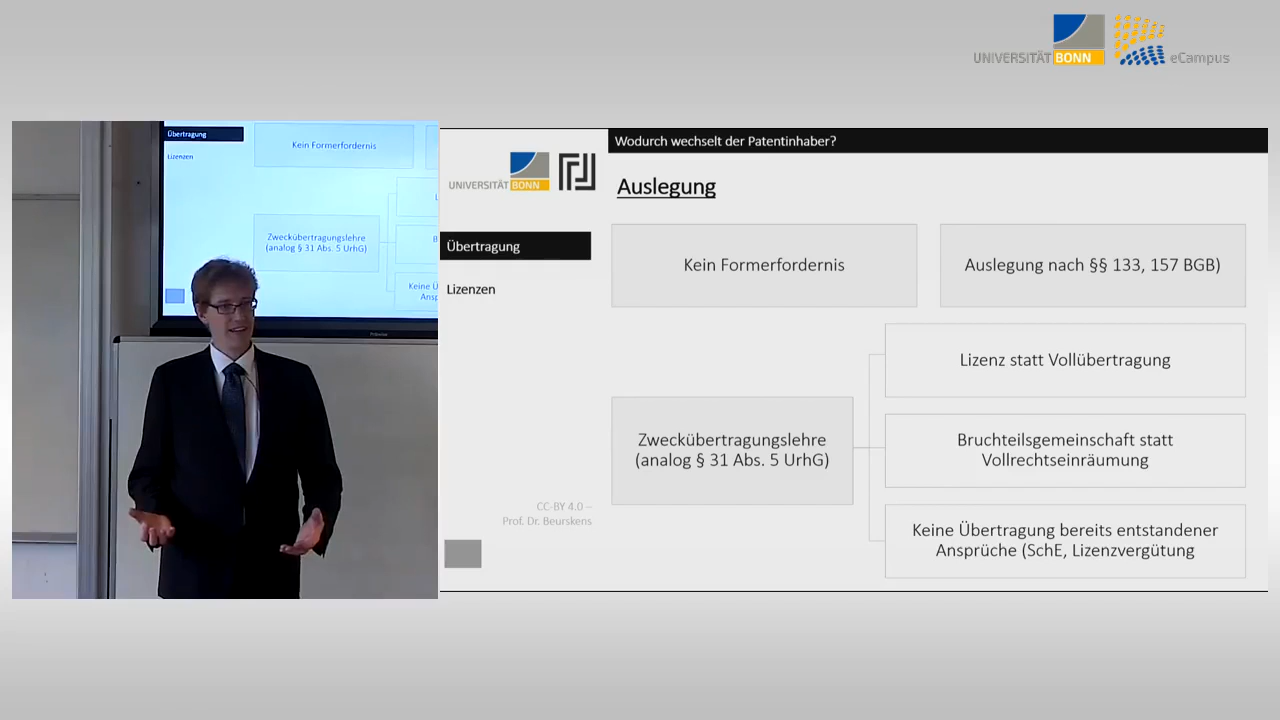 UNIVERSITÄT BONN
eCampus
Übertragung
Lizenzen
Kein Formerfordernis
Zweckübertragungslehre
(analog § 31 Abs. 5 UrhG)
Keine Ü
Wodurch wechselt der Patentinhaber?
UNIVERSITÄT BONN
Auslegung
Übertragung
Lizenzen
Kein Formerfordernis
Auslegung nach §§ 133, 157 BGB)
Zweckübertragungslehre
(analog § 31 Abs. 5 UrhG)
Lizenz statt Vollübertragung
Bruchteilsgemeinschaft statt
Vollrechtseinräumung
Keine Übertragung bereits entstandener
Ansprüche (SchE, Lizenzvergütung
CC-BY 4.0 –
Prof. Dr. Beurskens